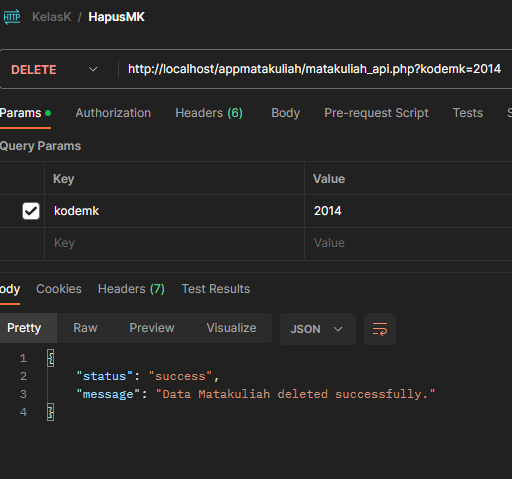 HTTP KelasK / HapusMK
DELETE http://localhost/appmatakuliah/matakuliah_api.php?kodemk=2014
Params Authorization Headers (6) Body Pre-request Script Tests S
Query Params
Key Value
kodemk 2014
Key Value
ody Cookies Headers (7) Test Results
Pretty Raw Preview Visualize JSON
1 {
2 "status": "success",
3 "message": "Data Matakuliah deleted successfully."
4 }